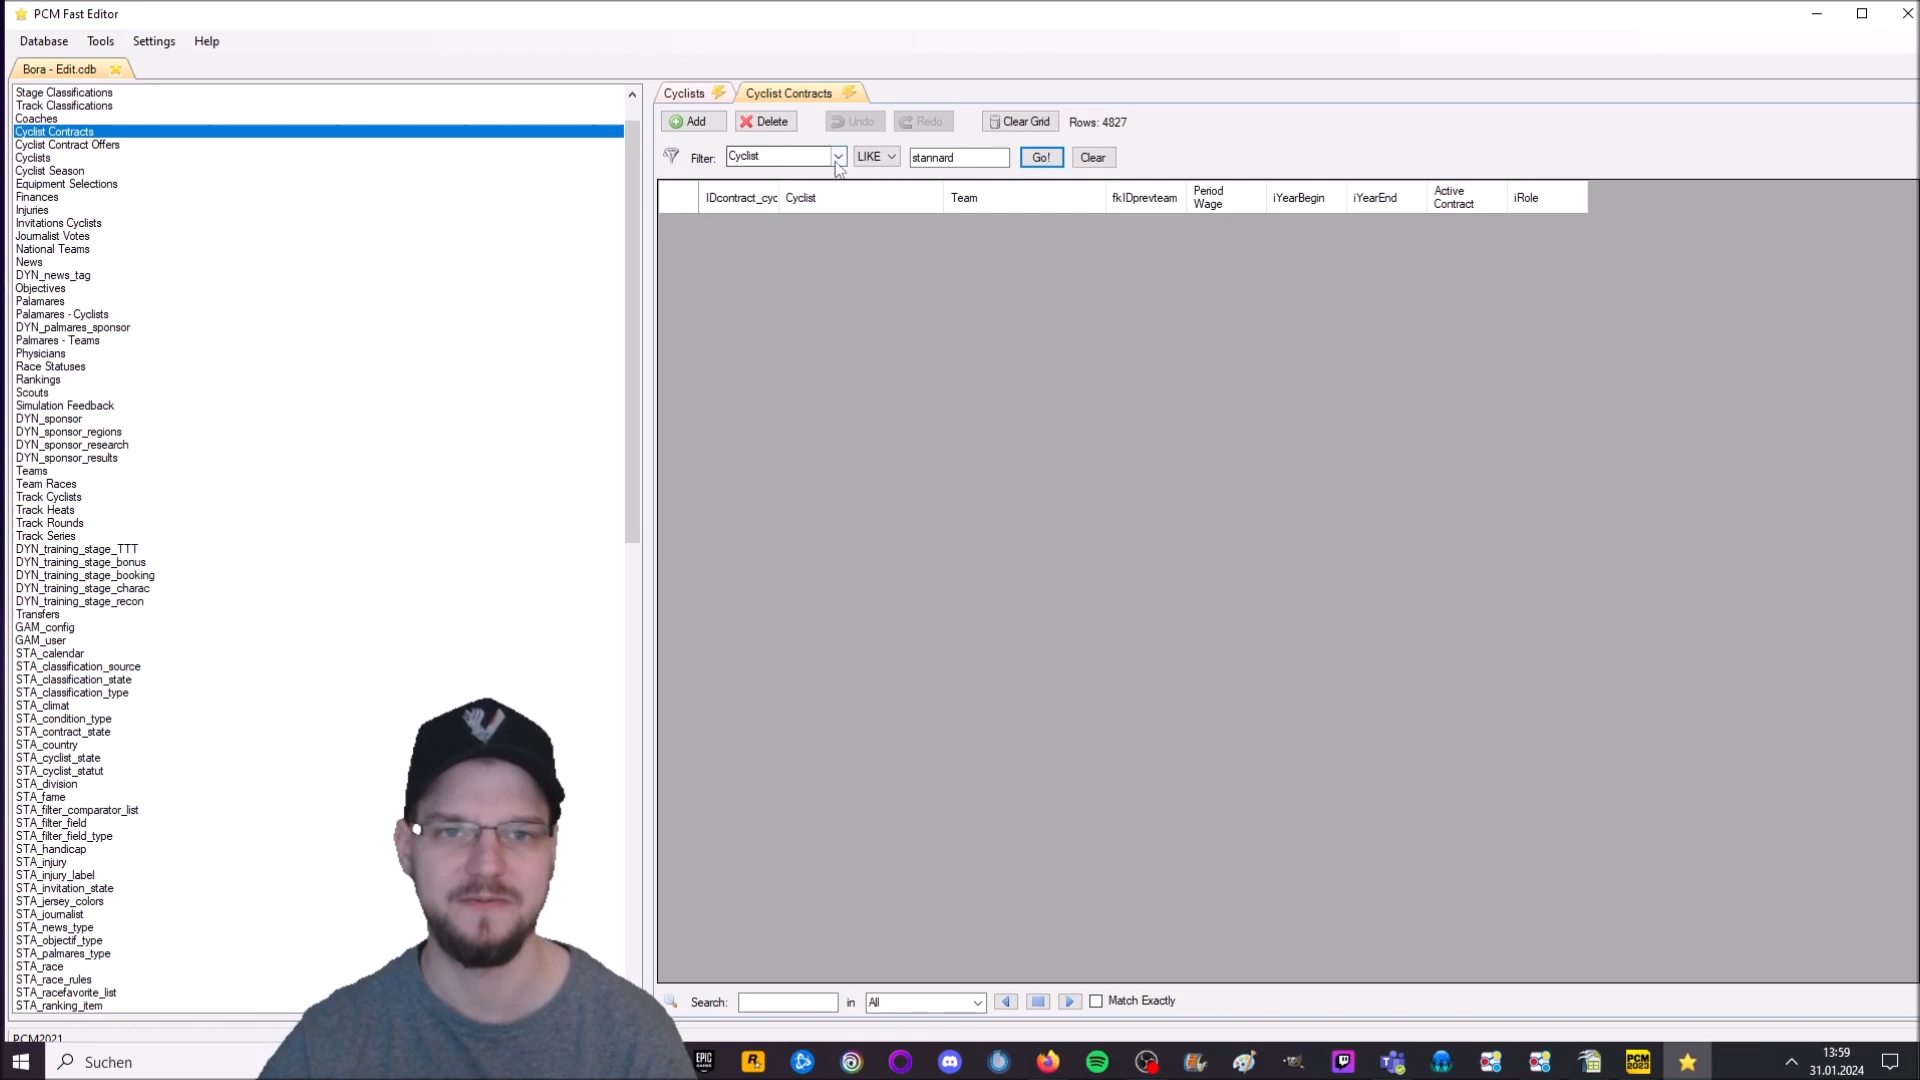 PCM Fast Editor
Database Tools Settings Help
Bora - Edit.cdb
Stage Classifications
Track Classifications
Coaches
Cyclist Contracts
Cyclist Contract Offers
Cyclists
Cyclist Season
Equipment Selections
Finances
Injuries
Invitations Cyclists
Journalist Votes
National Teams
News
DYN_news_tag
Objectives
Palamares
Palamares - Cyclists
DYN_palmares_sponsor
Palmares - Teams
Physicians
Race Statuses
Rankings
Scouts
Simulation Feedback
DYN_sponsor
DYN_sponsor_regions
DYN_sponsor_research
DYN_sponsor_results
Teams
Team Races
Track Cyclists
Track Heats
Track Rounds
Track Series
DYN_training_stage_TTT
DYN_training_stage_bonus
DYN_training_stage_booking
DYN_training_stage_charac
DYN_training_stage_recon
Transfers
GAM_config
GAM_user
STA_calendar
STA_classification_source
STA_classification_state
STA_classification_type
STA_climat
STA_condition_type
STA_contract_state
STA_country
STA_cyclist_state
STA_cyclist_statut
STA_division
STA_fame
STA_filter_comparator_list
STA_filter_field
STA_filter_field_type
STA_handicap
STA_injury
STA_injury_label
STA_invitation_state
STA_jersey_colors
STA_journalist
STA_news_type
STA_objectif_type
STA_palmares_type
STA_race
STA_race_rules
STA_racefavorite_list
STA_ranking_item
Cyclists Cyclist Contracts
Add Delete Undo Redo Clear Grid Rows: 4827
Filter: Cyclist LIKE stannard Go! Clear
IDcontract_cyc Cyclist Team fkIDprevteam Period Wage iYearBegin iYearEnd Active Contract iRole
Search: in All Match Exactly
PCM2021
Suchen
EPIC GAMES
PCM 2023
13:59
31.01.2024